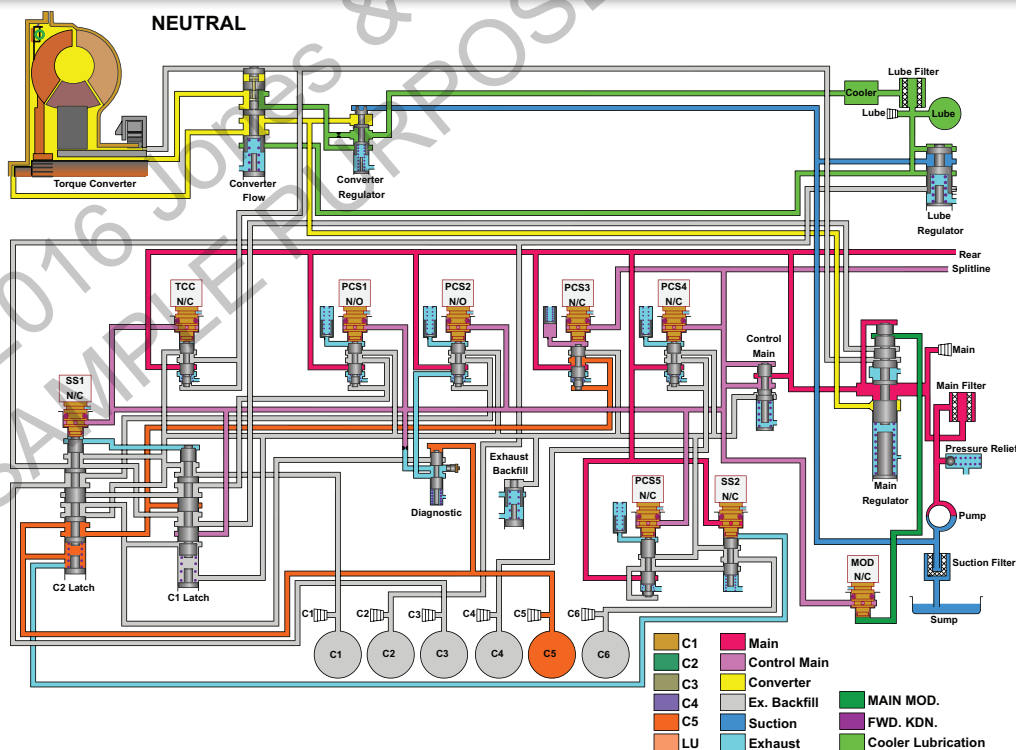 NEUTRAL
2016 Jones &
SAMPLE PURPOSE
Torque Converter
Converter
Flow
Converter
Regulator
Cooler
Lube Filter
Lube
Lube
Lube
Regulator
Rear
Splitline
TCC
N/C
PCS1
N/O
PCS2
N/O
PCS3
N/C
PCS4
N/C
Control
Main
Main
Main Filter
SS1
N/C
Pressure Relief
Exhaust
Backfill
PCS5
N/C
SS2
N/C
Main
Regulator
Diagnostic
Pump
MOD
N/C
Suction Filter
C2 Latch
C1 Latch
Sump
C1
C2
C3
C4
C5
C6
C1
C2
C3
C4
C5
C6
C1
C2
C3
C4
C5
LU
Main
Control Main
Converter
Ex. Backfill
Suction
Exhaust
MAIN MOD.
FWD. KDN.
Cooler Lubrication